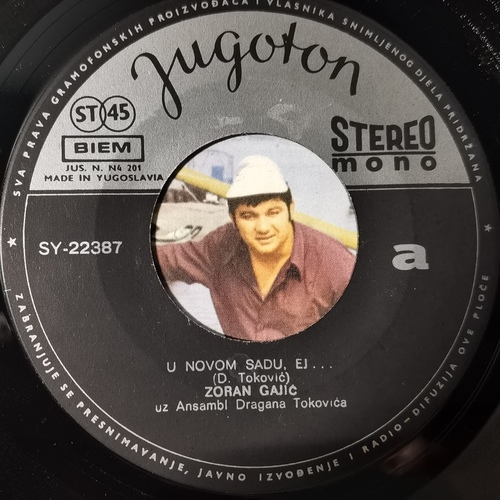 SVA PRAVA GRAMOFONSKIH PROIZVOĐAČA I VLASNIKA SNIMLJENOG DJELA PRIDRŽANA
Jugoton
ST 45
BIEM
JUS. N. N4 201
MADE IN YUGOSLAVIA
STEREO
mono
SY-22387
a
U NOVOM SADU, EJ...
(D. Toković)
ZORAN GAJIĆ
uz Ansambl Dragana Tokovića
ZABRANJUJE SE PRESNIMAVANJE, JAVNO IZVOĐENJE I RADIO-DIFUZIJA OVE PLOČE